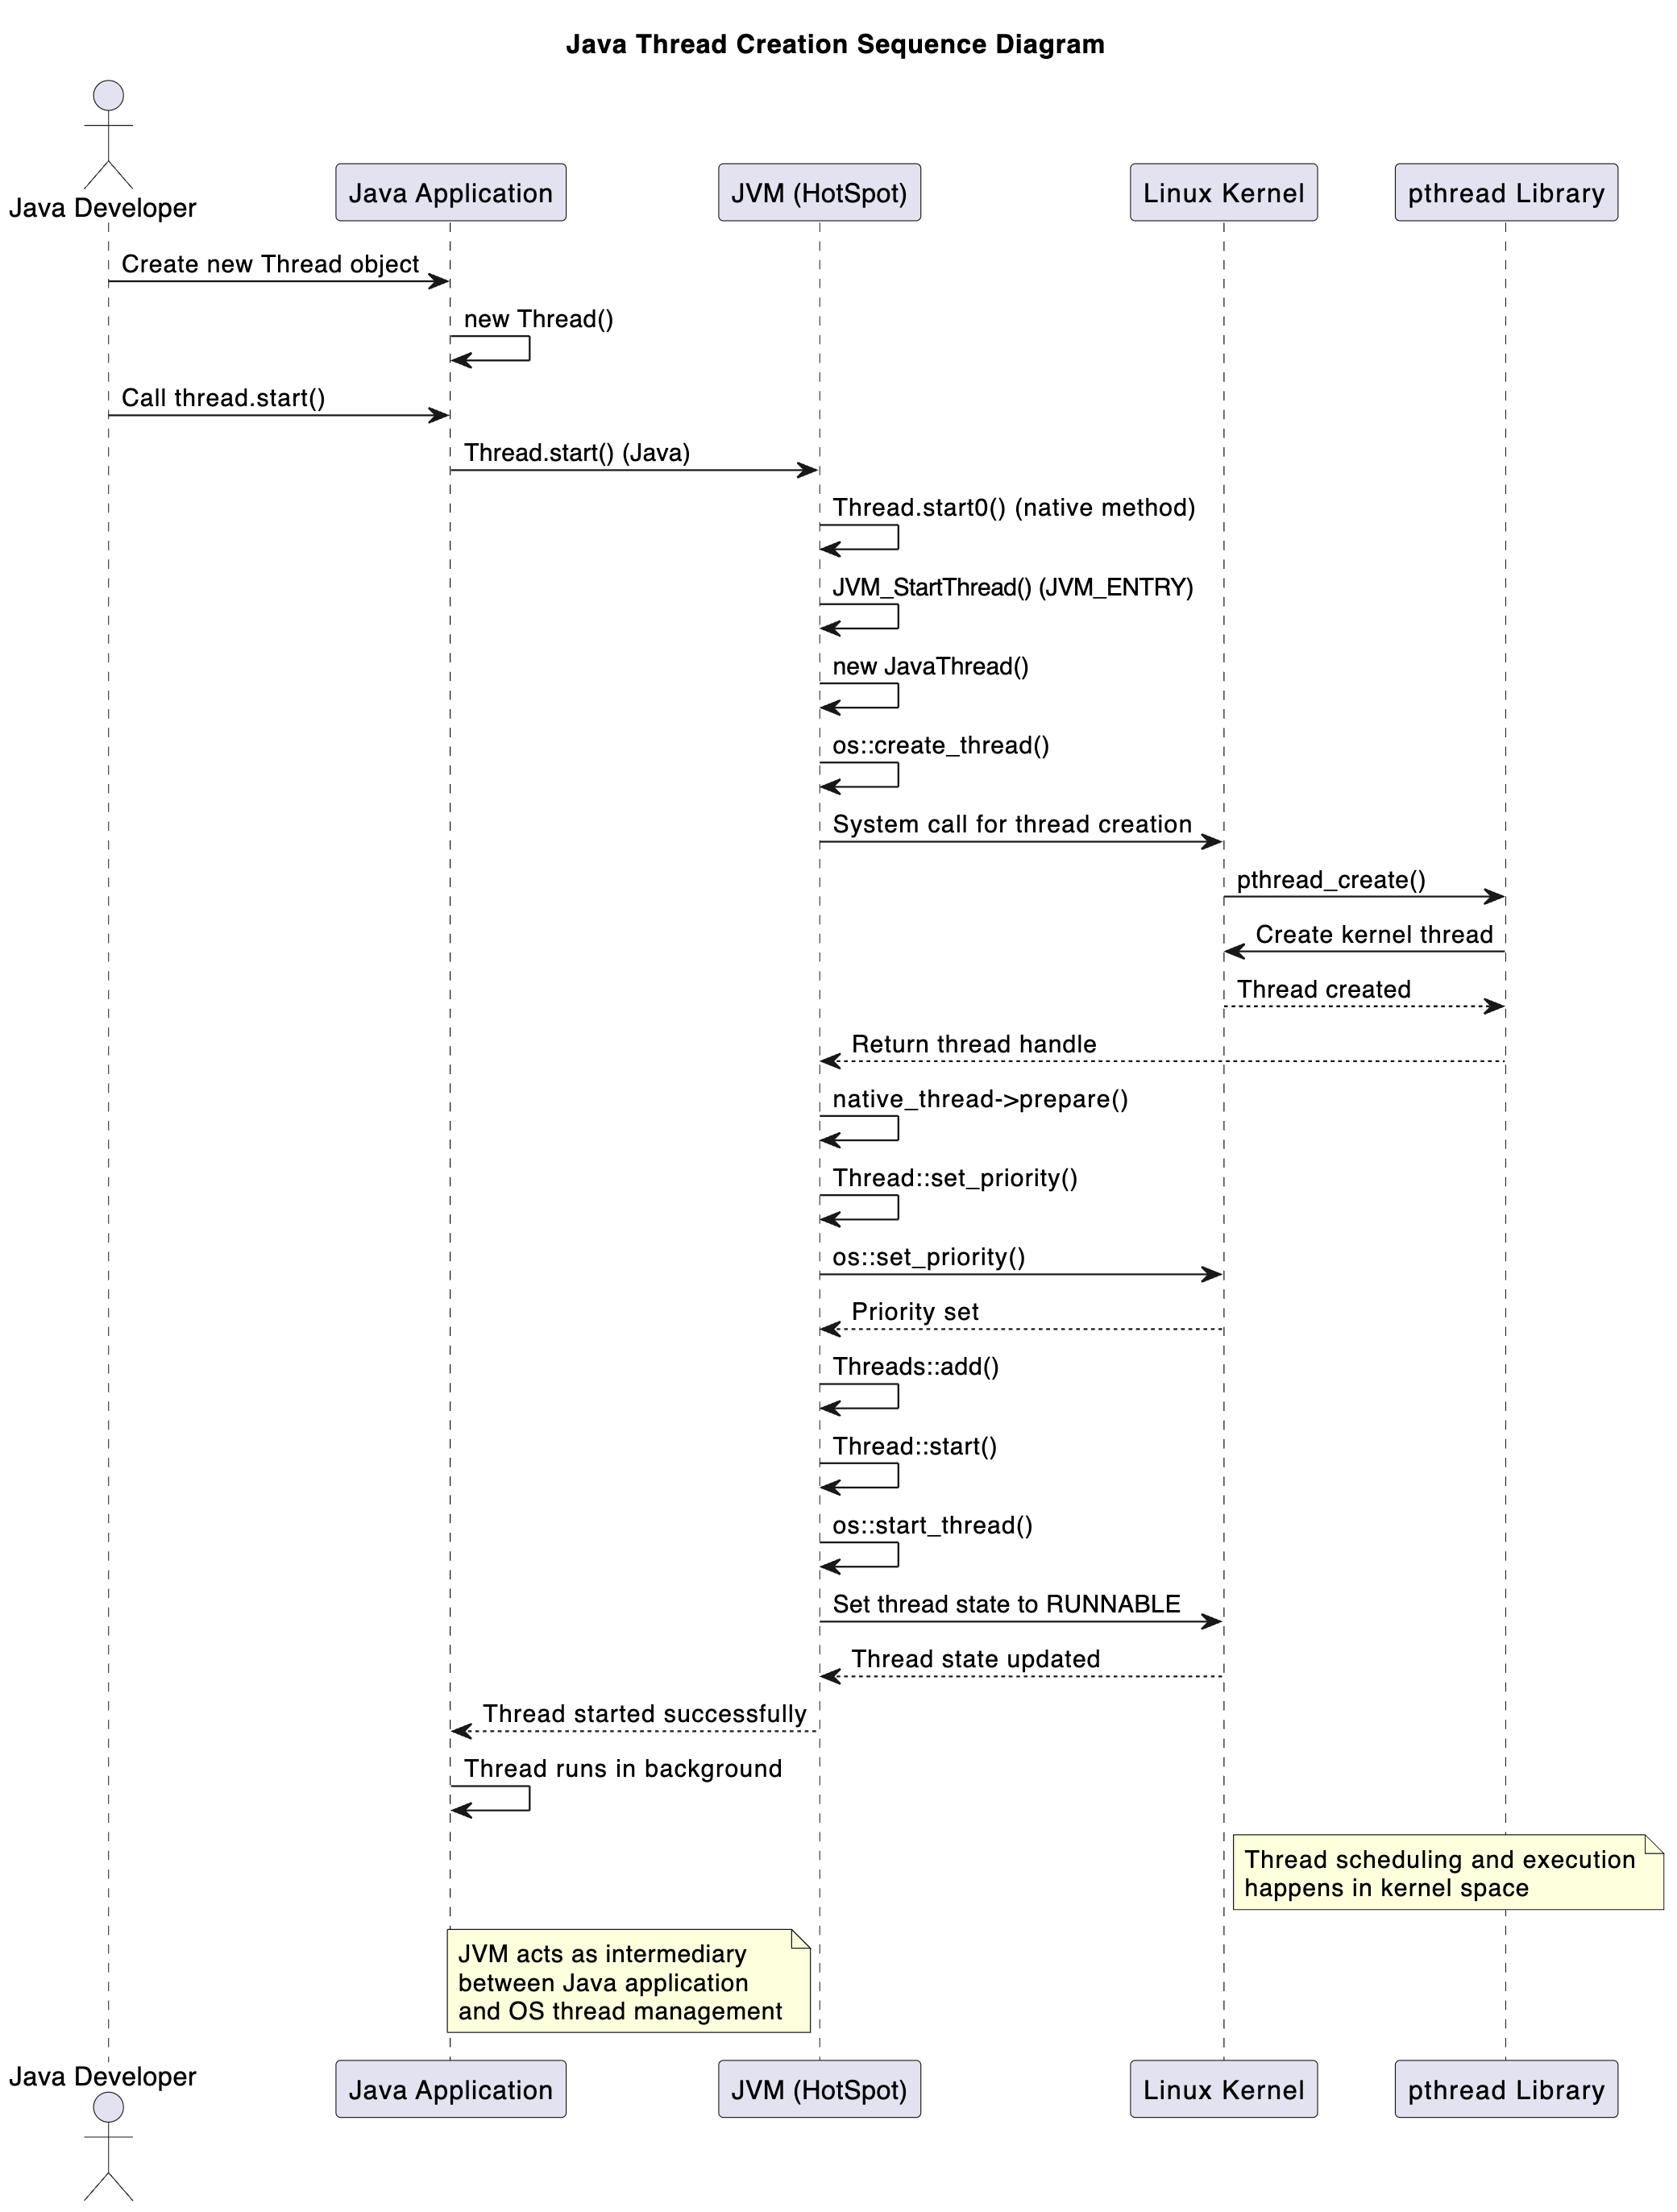 Java Thread Creation Sequence Diagram
Java Developer
Java Application
JVM (HotSpot)
Linux Kernel
pthread Library
Create new Thread object
new Thread()
Call thread.start()
Thread.start() (Java)
Thread.start0() (native method)
JVM_StartThread() (JVM_ENTRY)
new JavaThread()
os::create_thread()
System call for thread creation
pthread_create()
Create kernel thread
Thread created
Return thread handle
native_thread->prepare()
Thread::set_priority()
os::set_priority()
Priority set
Threads::add()
Thread::start()
os::start_thread()
Set thread state to RUNNABLE
Thread state updated
Thread started successfully
Thread runs in background
Thread scheduling and execution
happens in kernel space
JVM acts as intermediary
between Java application
and OS thread management
Java Developer
Java Application
JVM (HotSpot)
Linux Kernel
pthread Library